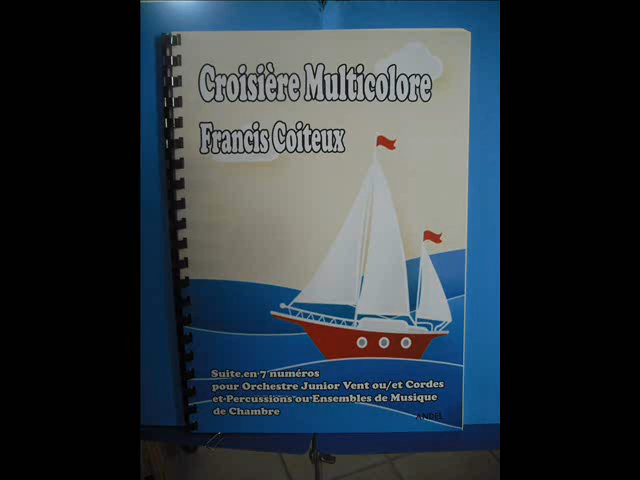 Croisière Multicolore
Francis Coiteux
Suite en 7 numéros
pour Orchestre Junior Vent ou/et Cordes
et Percussions ou Ensembles de Musique
de Chambre
ANDEL